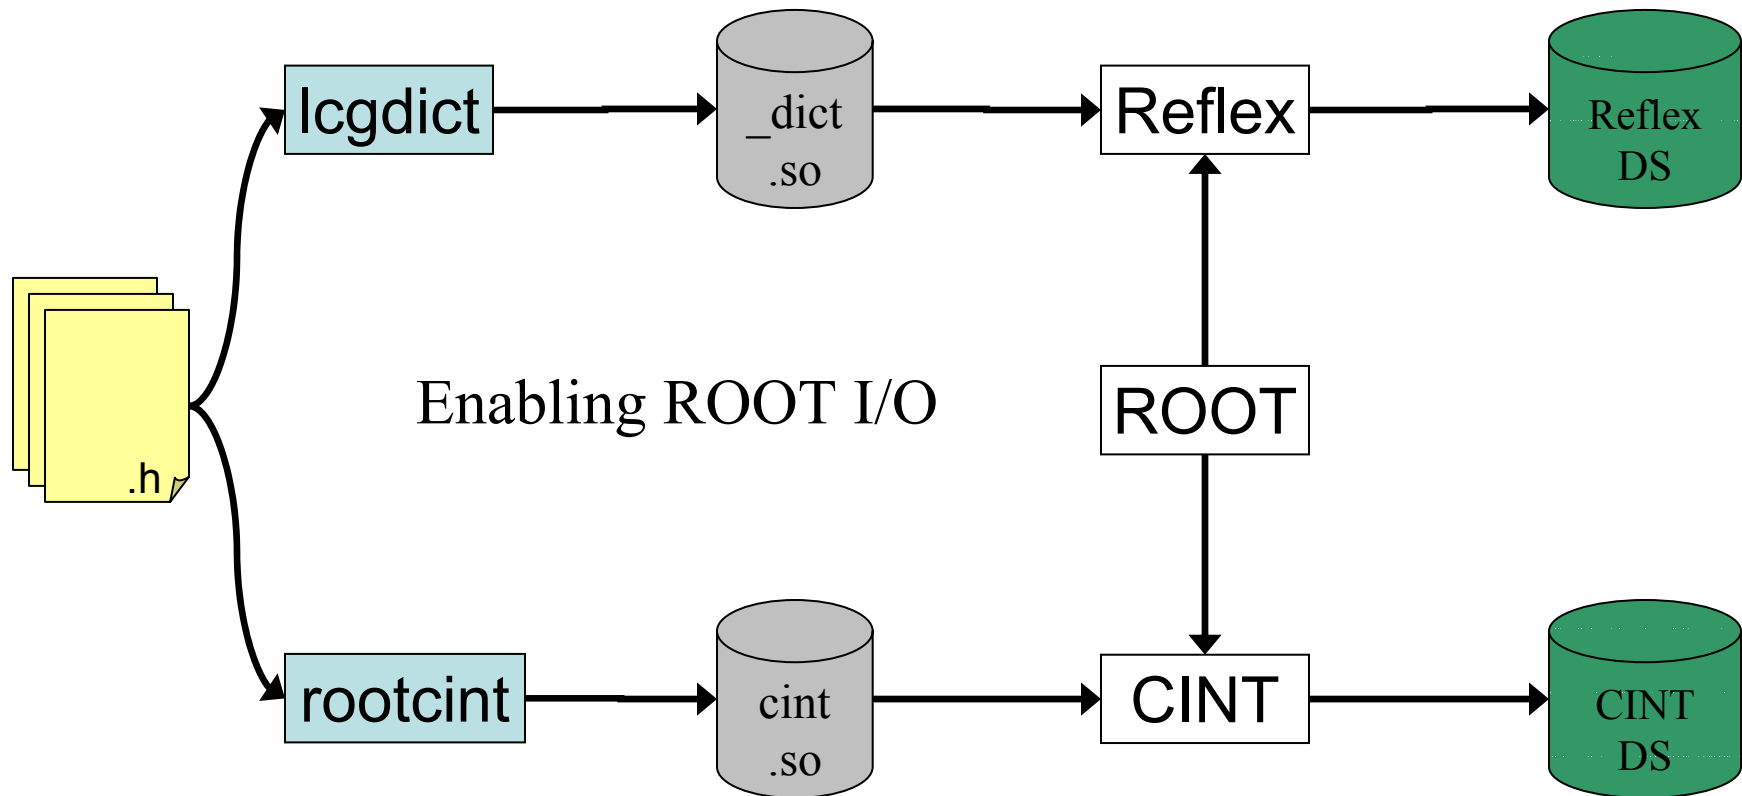 lcgdict
_dict
.so
Reflex
Reflex
DS
.h
Enabling ROOT I/O
ROOT
rootcint
cint
.so
CINT
CINT
DS